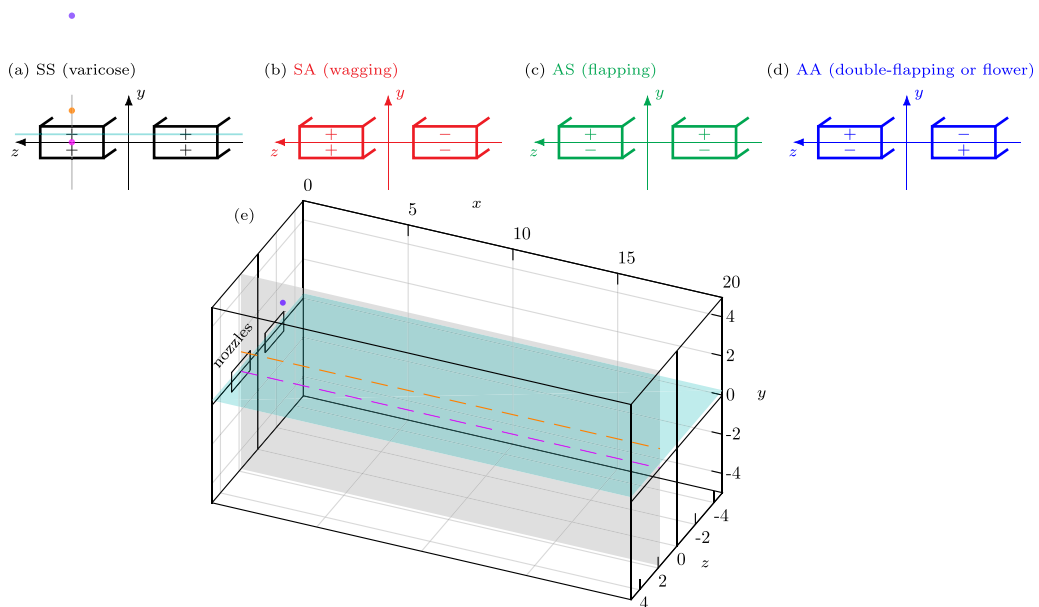 (a) SS (varicose)
(b) SA (wagging)
(c) AS (flapping)
(d) AA (double-flapping or flower)
y
y
y
y
+ +
+ −
+ +
+ −
z
z
z
z
+ +
+ −
− −
− +
(e)
0
x
5
10
15
20
nozzles
4
2
0
-2
-4
y
-4
-2
0
2
4
z